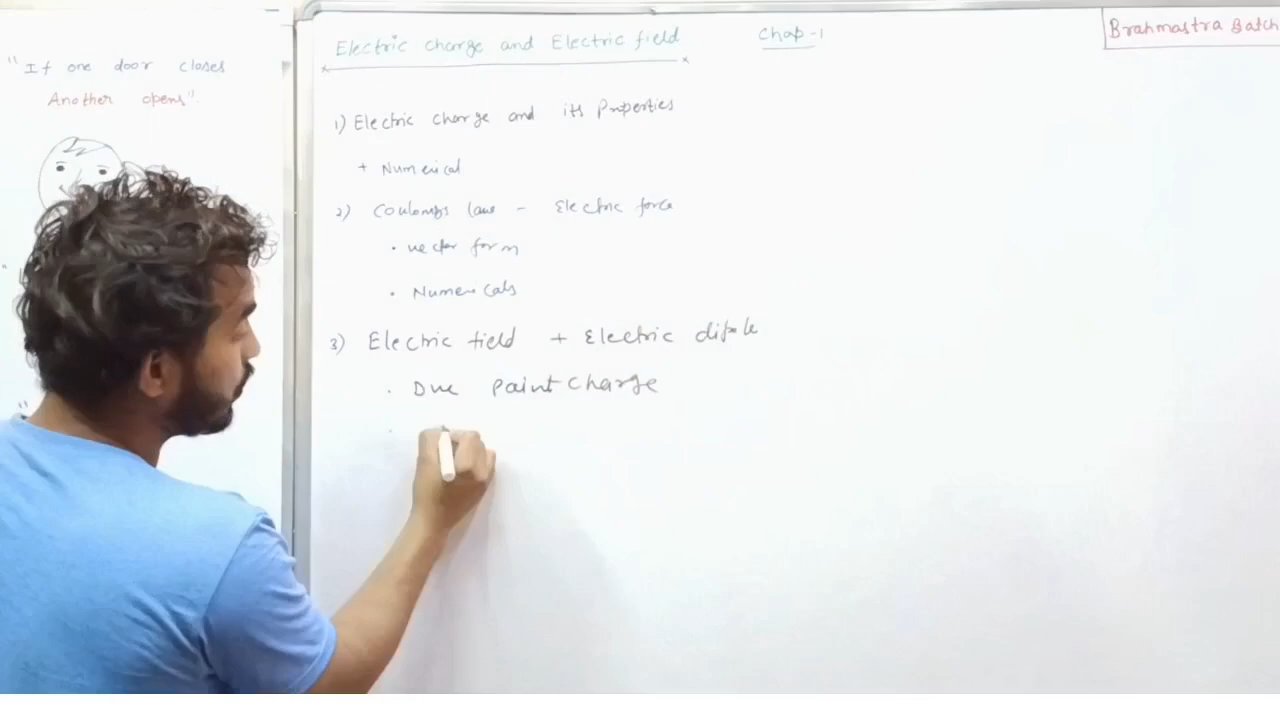 "If one door closes
Another opens".
Electric charge and Electric field
Chap-1
Brahmastra Batch
1) Electric charge and its Properties
+ Numerical
2) Coulombs law - Electric force
• vector form
• Numericals
3) Electric field + Electric dipole
• Due paint charge